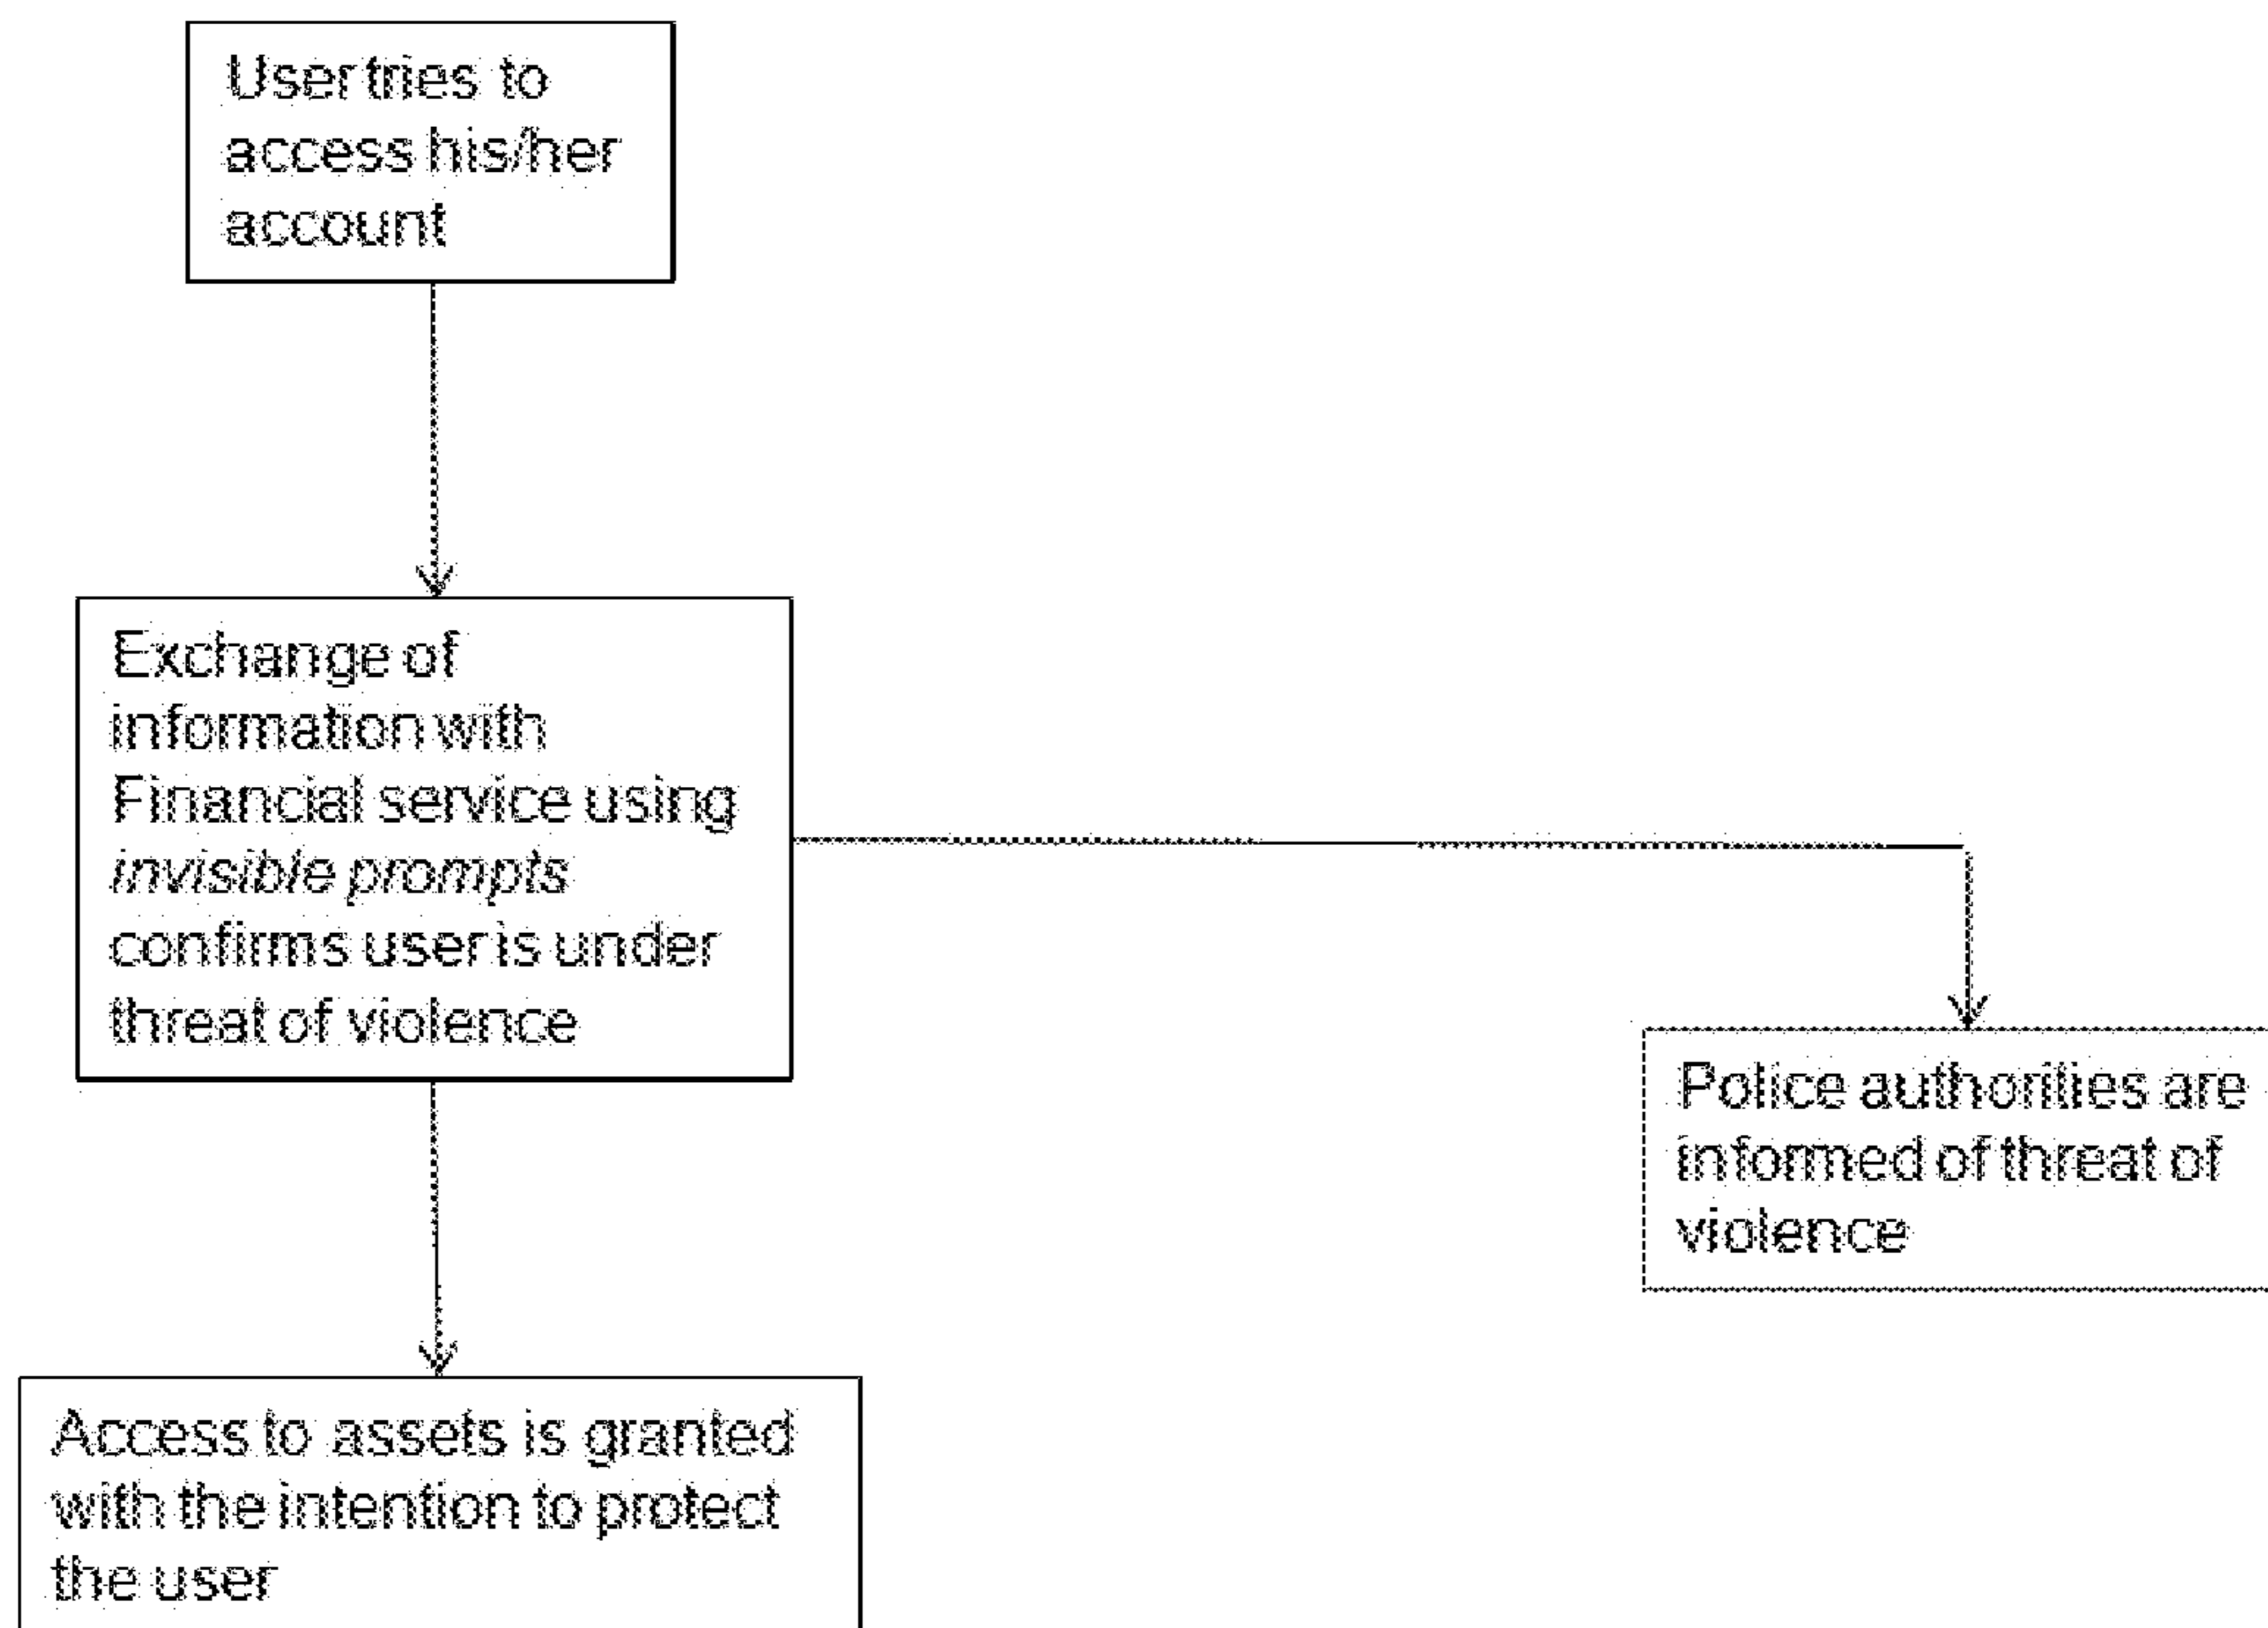 User tries to
access his/her
account
Exchange of
information with
Financial service using
invisible prompts
confirms user is under
threat of violence
Police authorities are
informed of threat of
violence
Access to assets is granted
with the intention to protect
the user